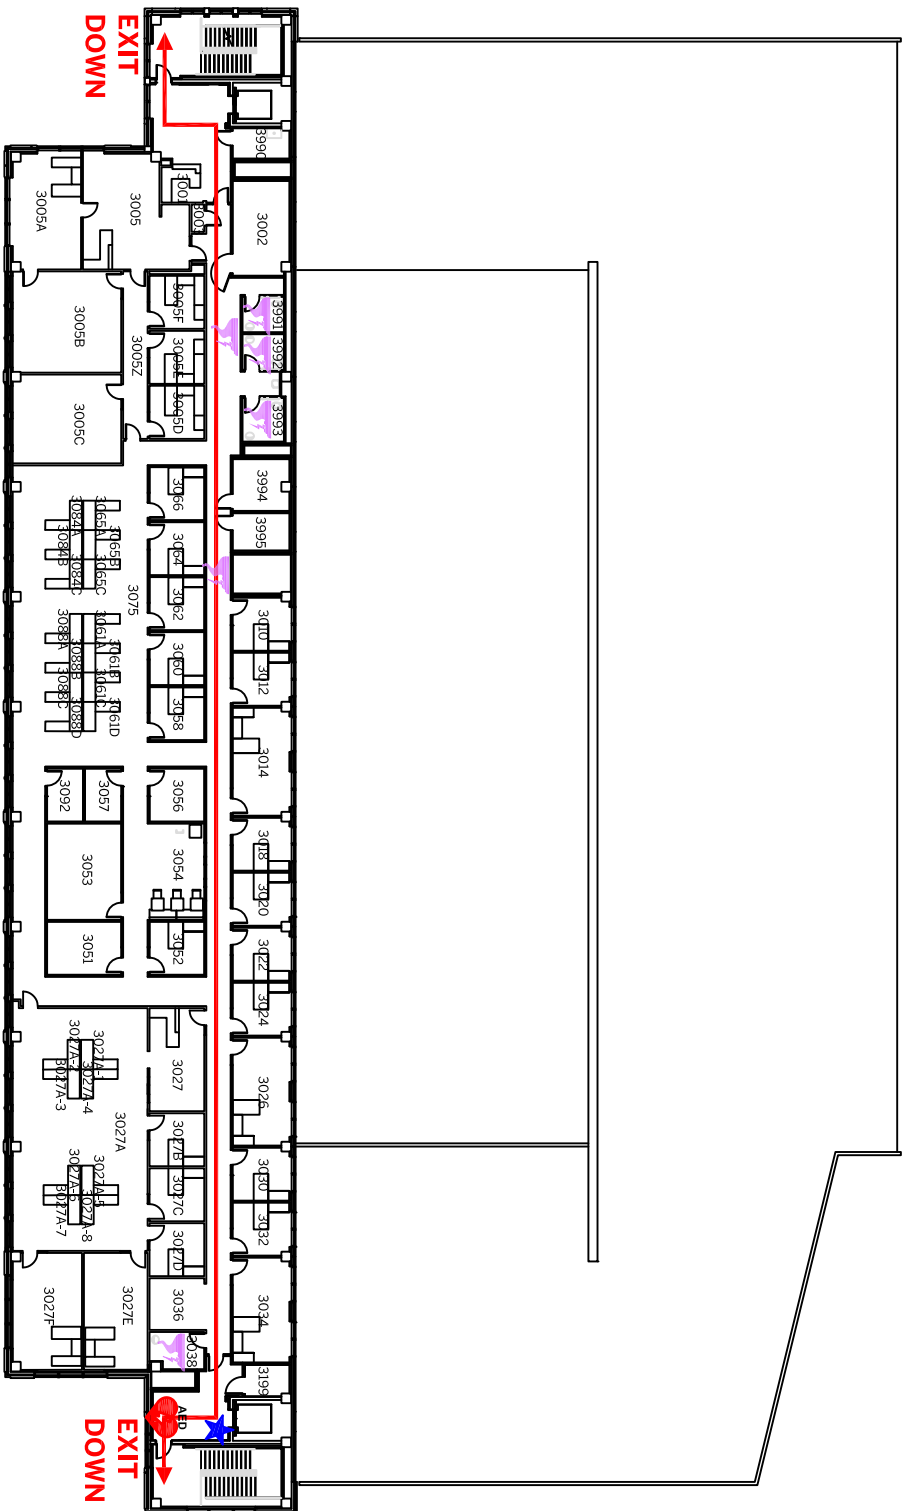 EXIT
DOWN
3990
3001
3003
3002
3005A
3005
3005B
3005Z
3005F
3005E
3005D
3005C
3991
3992
3993
3994
3995
3066
3064
3062
3060
3058
3075
3084A
3065A
3065B
3084B
3084C
3065C
3088A
3061A
3061B
3088B
3088C
3061C
3061D
3088D
3010
3012
3014
3092
3057
3056
3053
3054
3051
3052
3018
3020
3022
3024
3026
3027
3027A-1
3027A-2
3027A-3
3027A-4
3027A
3027B
3027C
3027D
3027A-5
3027A-6
3027A-7
3027A-8
3030
3032
3034
3036
3038
3027E
3027F
3199
AED
EXIT
DOWN